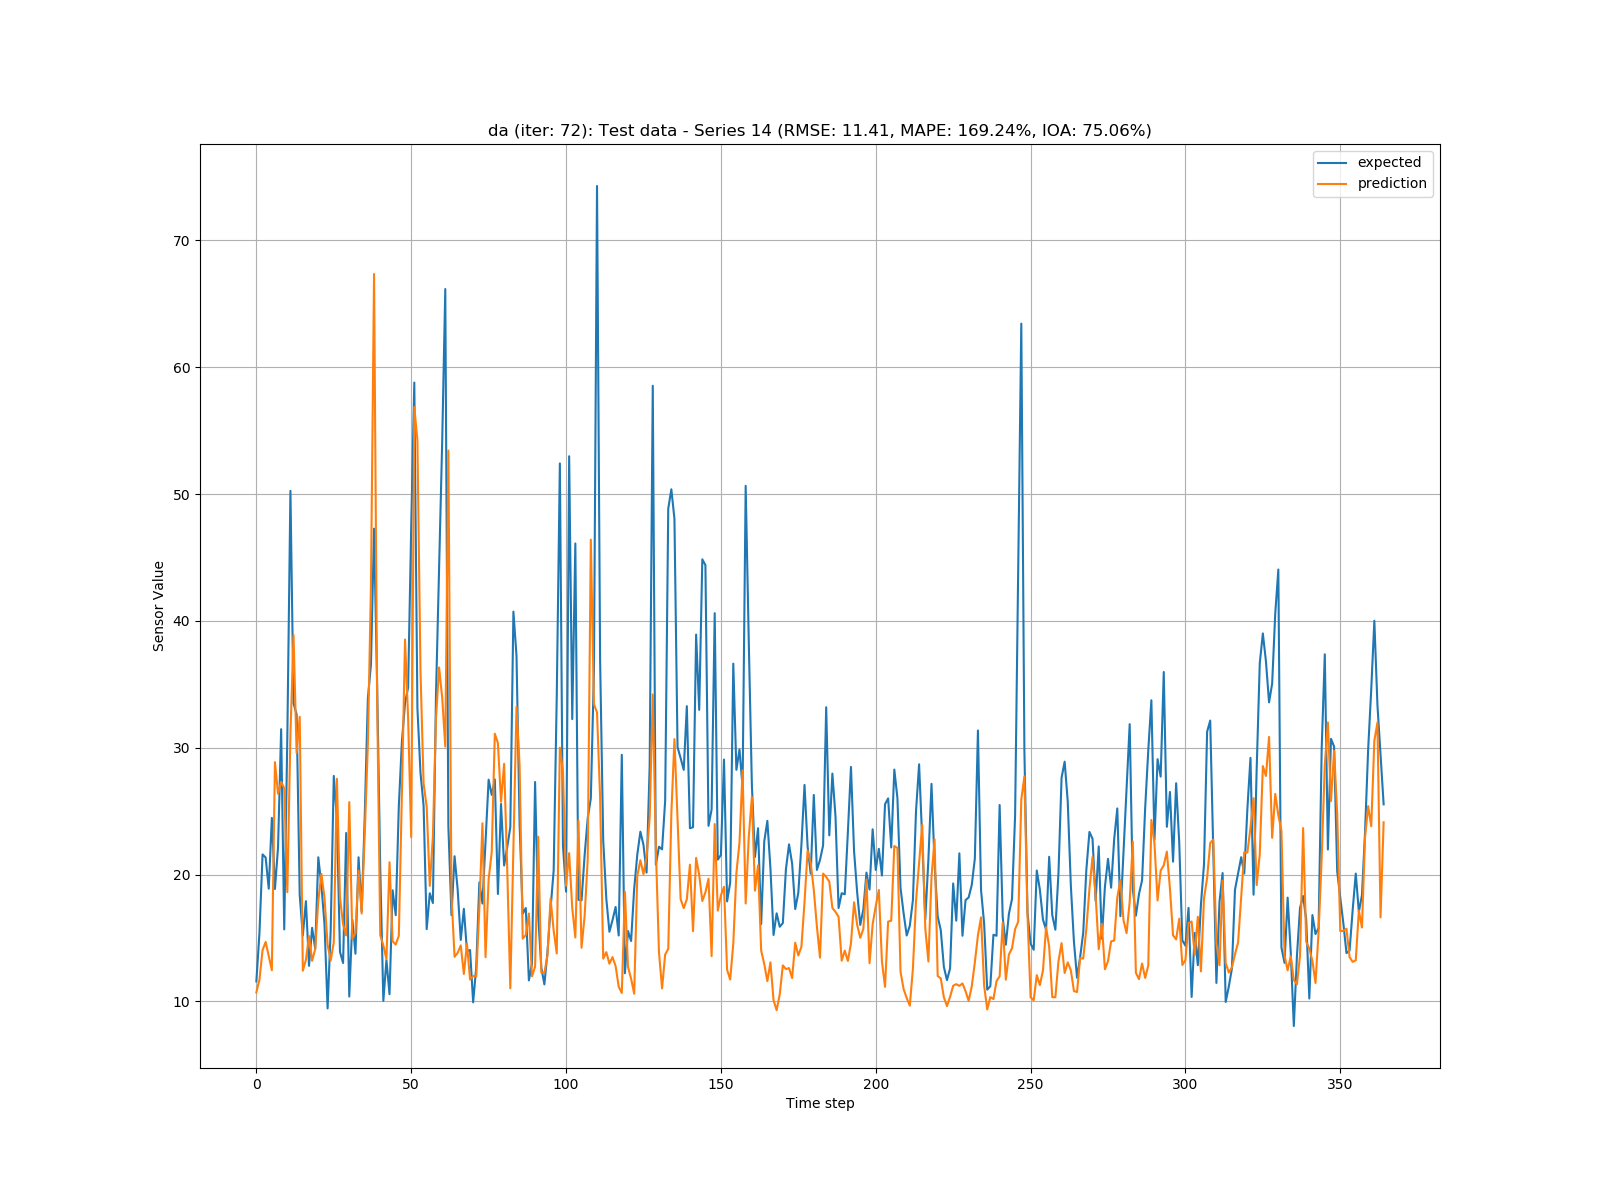 da (iter: 72): Test data - Series 14 (RMSE: 11.41, MAPE: 169.24%, IOA: 75.06%)
expected
prediction
70
60
50
40
30
20
10
Sensor Value
0 50 100 150 200 250 300 350
Time step